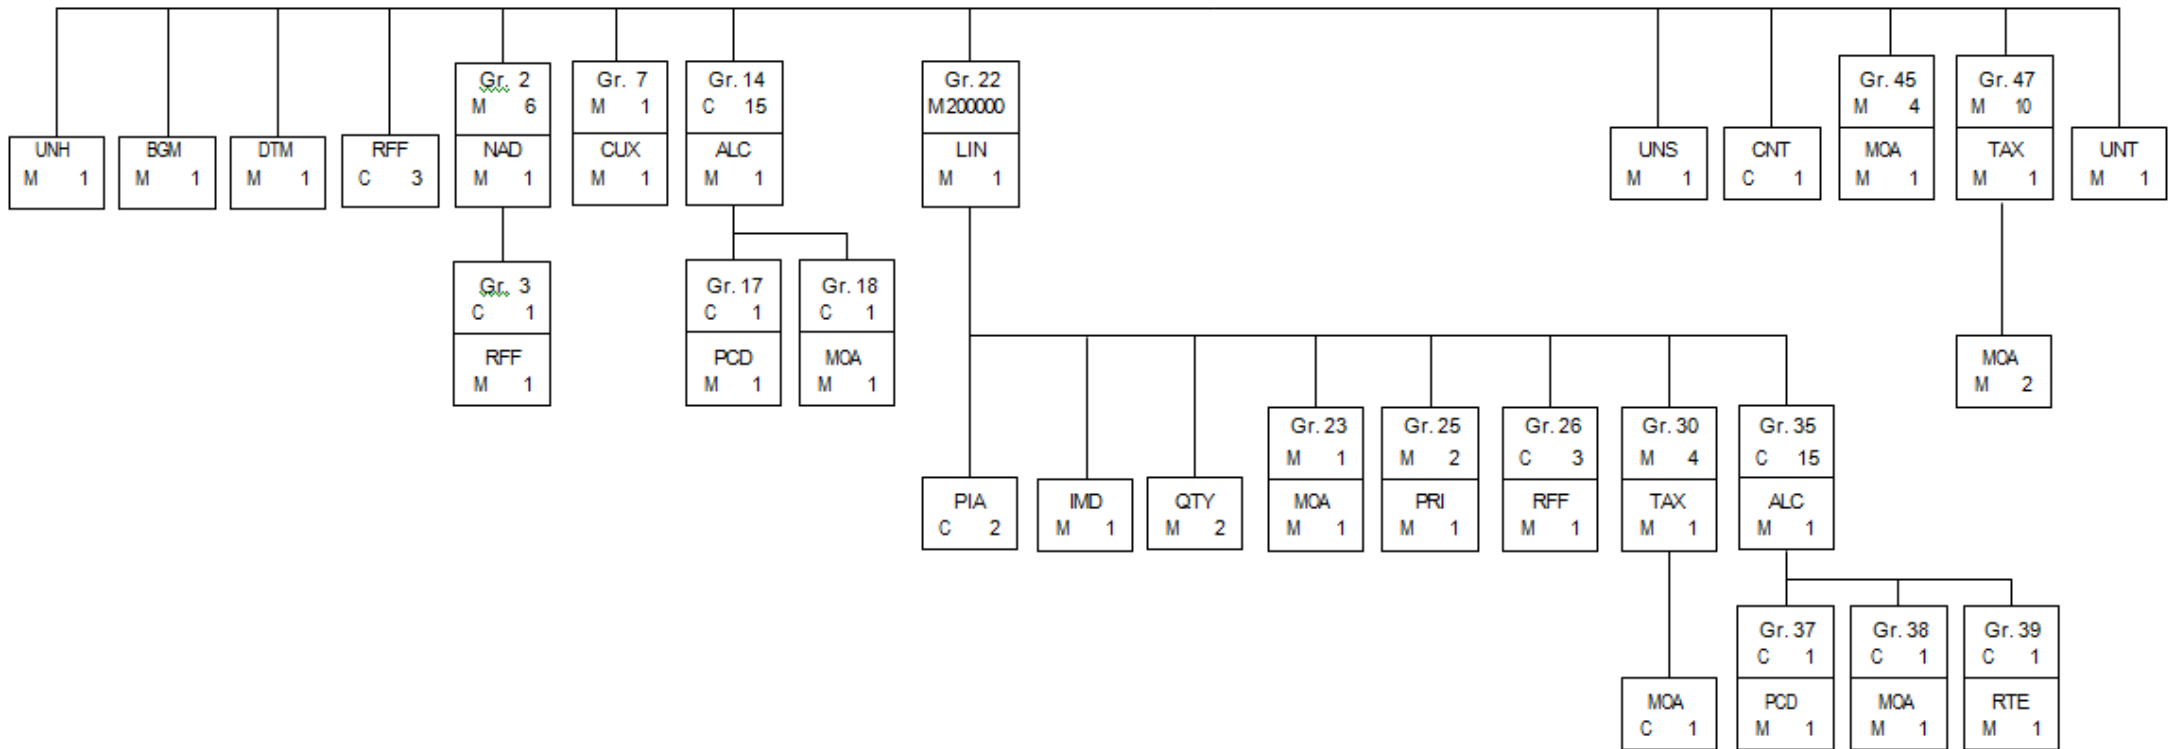 Gr. 2
M 6
NAD
M 1
Gr. 7
M 1
CUX
M 1
Gr. 14
C 15
ALC
M 1
Gr. 22
M200000
LIN
M 1
Gr. 45
M 4
MOA
M 1
Gr. 47
M 10
TAX
M 1
UNH
M 1
BGM
M 1
DTM
M 1
RFF
C 3
UNS
M 1
CNT
C 1
UNT
M 1
Gr. 3
C 1
RFF
M 1
Gr. 17
C 1
PCD
M 1
Gr. 18
C 1
MOA
M 1
MOA
M 2
PIA
C 2
IMD
M 1
QTY
M 2
Gr. 23
M 1
MOA
M 1
Gr. 25
M 2
PRI
M 1
Gr. 26
C 3
RFF
M 1
Gr. 30
M 4
TAX
M 1
Gr. 35
C 15
ALC
M 1
MOA
C 1
Gr. 37
C 1
PCD
M 1
Gr. 38
C 1
MOA
M 1
Gr. 39
C 1
RTE
M 1